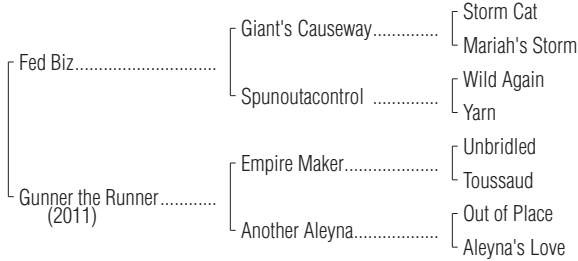 Storm Cat
Giant's Causeway..............
Mariah's Storm
Fed Biz..............................
Wild Again
Spunoutacontrol ..............
Yarn
Unbridled
Empire Maker....................
Toussaud
Gunner the Runner............
(2011)
Out of Place
Another Aleyna..................
Aleyna's Love